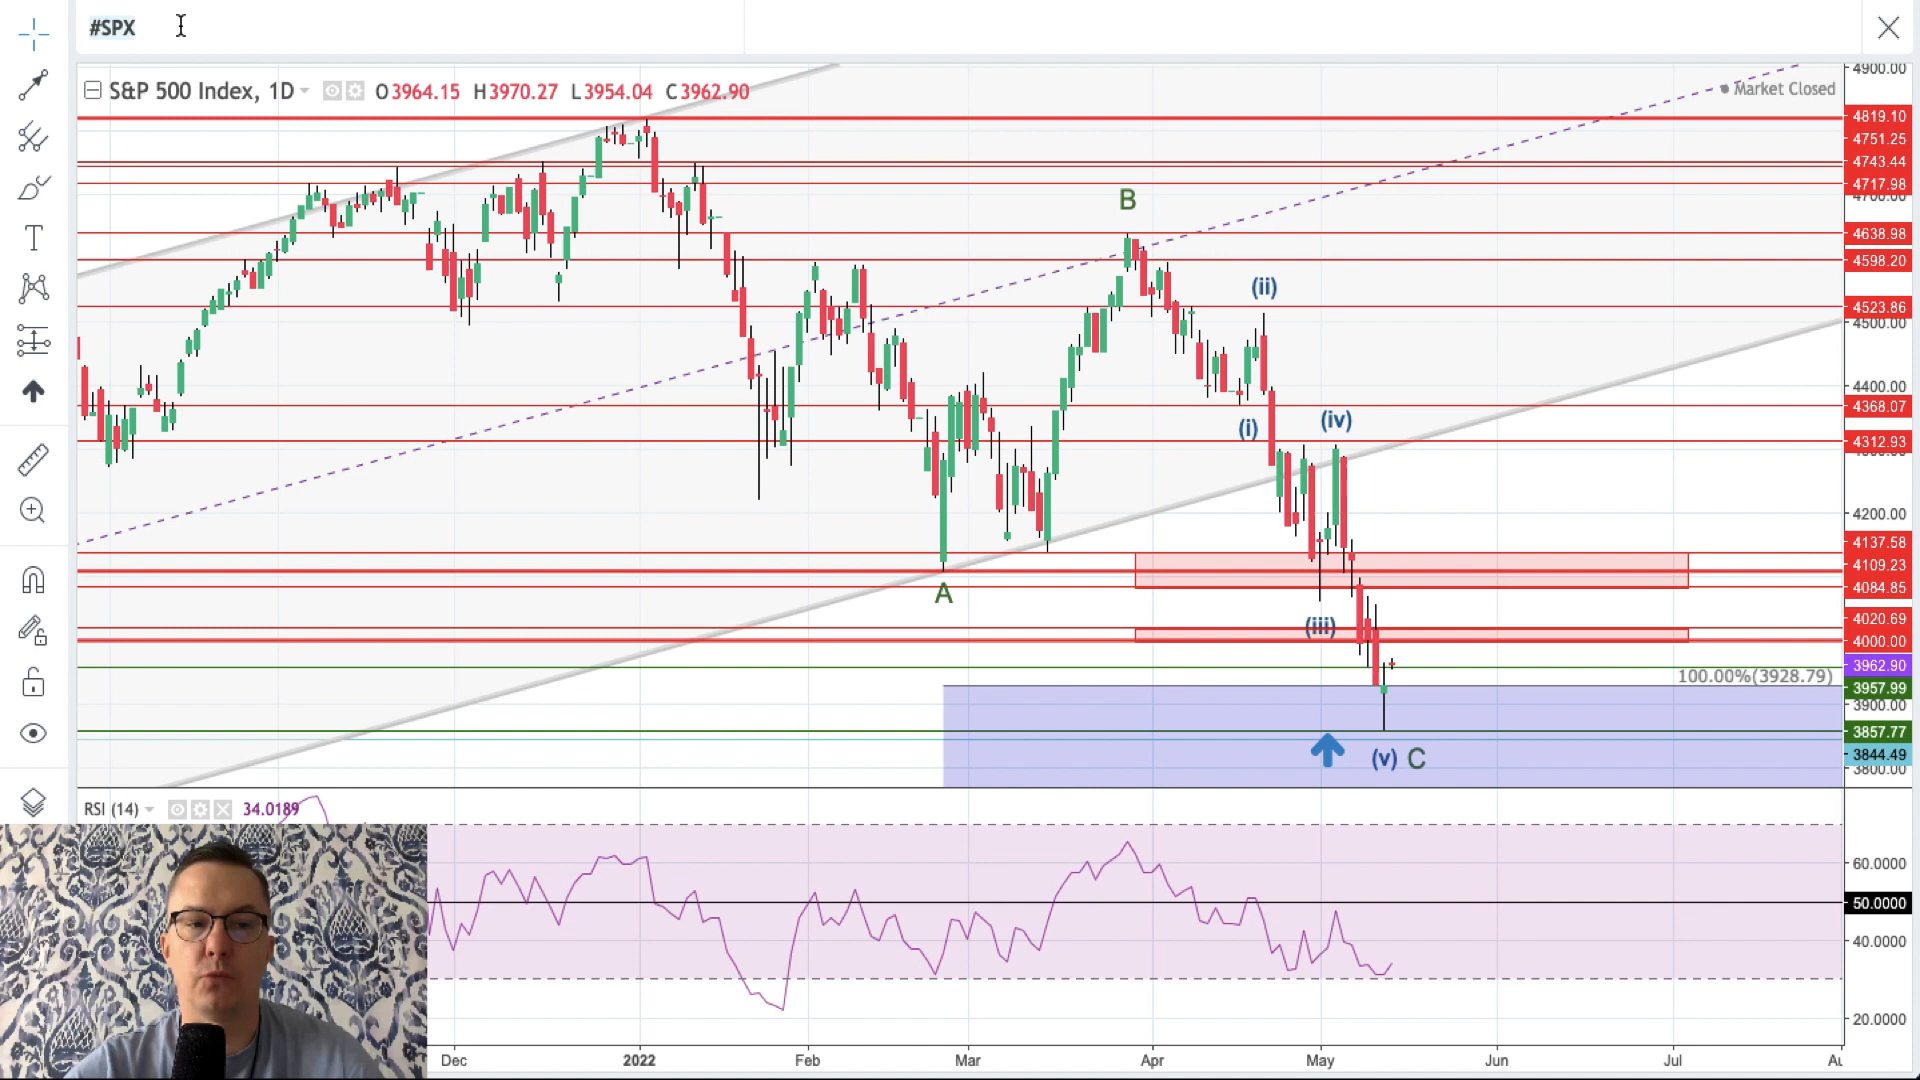 #SPX
S&P 500 Index, 1D O3964.15 H3970.27 L3954.04 C3962.90
Market Closed
4900.00
4819.10
4751.25
4743.44
4717.98
4700.00
B
4638.98
4598.20
(ii)
4523.86
4500.00
4400.00
4368.07
(i)
(iv)
4312.93
4200.00
4137.58
4109.23
4084.85
A
4020.69
(iii)
4000.00
3962.90
100.00%(3928.79)
3957.99
3900.00
3857.77
(v) C
3844.49
3800.00
RSI (14) 34.0189
60.0000
50.0000
40.0000
20.0000
Dec 2022 Feb Mar Apr May Jun Jul